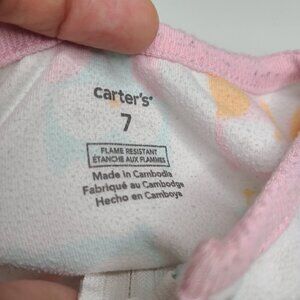 carter's
7
FLAME RESISTANT
ÉTANCHE AUX FLAMMES
Made in Cambodia
Fabriqué au Cambodge
Hecho en Camboya